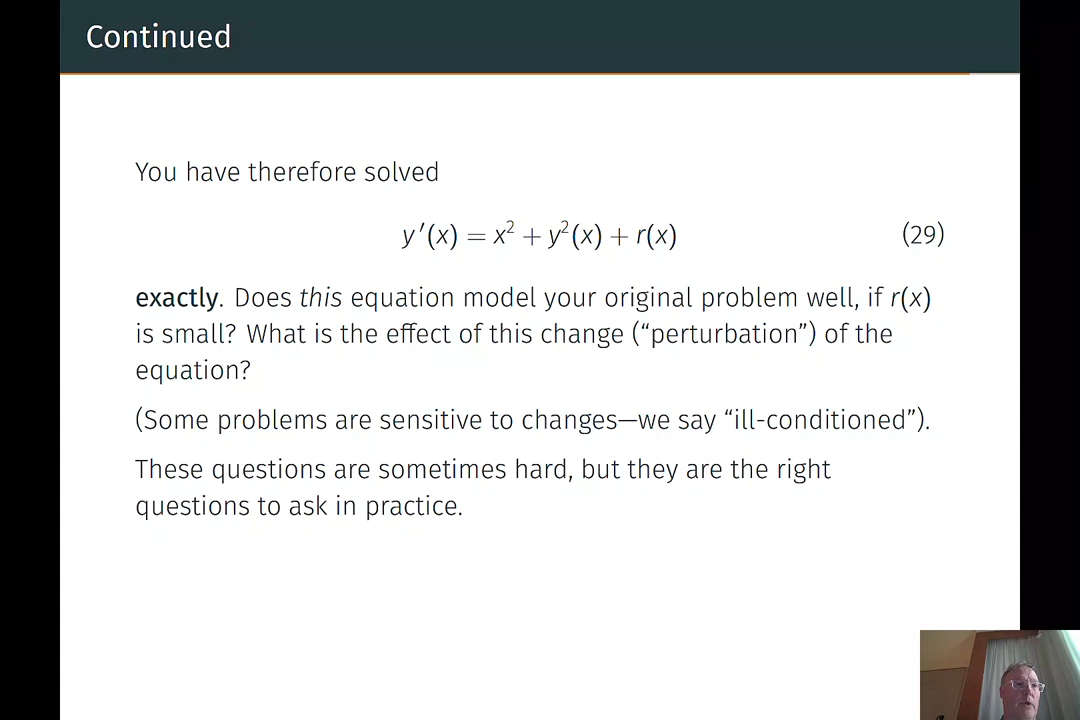 Continued
You have therefore solved
y′(x) = x² + y²(x) + r(x) (29)
exactly. Does this equation model your original problem well, if r(x)
is small? What is the effect of this change (“perturbation”) of the
equation?
(Some problems are sensitive to changes—we say “ill-conditioned”).
These questions are sometimes hard, but they are the right
questions to ask in practice.